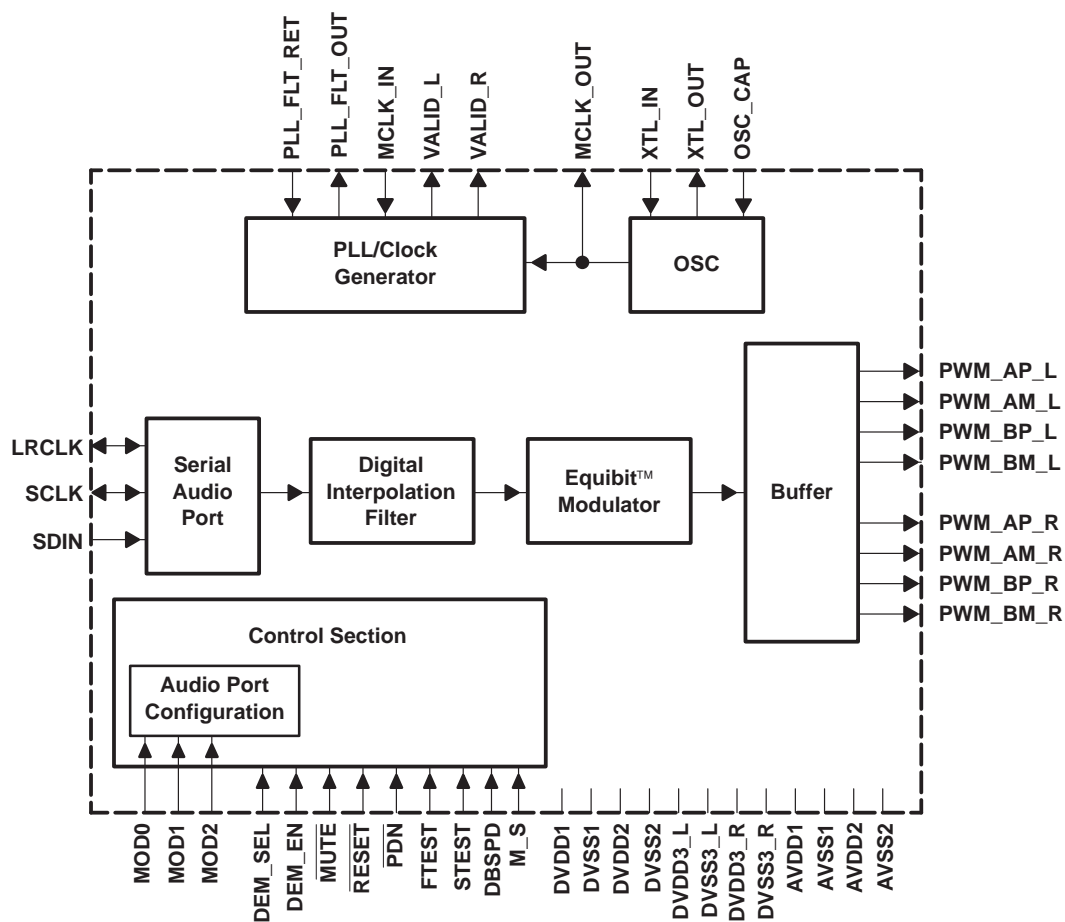 PLL_FLT_RET
PLL_FLT_OUT
MCLK_IN
VALID_L
VALID_R
MCLK_OUT
XTL_IN
XTL_OUT
OSC_CAP
PLL/Clock
Generator
OSC
PWM_AP_L
PWM_AM_L
PWM_BP_L
PWM_BM_L
PWM_AP_R
PWM_AM_R
PWM_BP_R
PWM_BM_R
LRCLK
SCLK
SDIN
Serial
Audio
Port
Digital
Interpolation
Filter
Equibit™
Modulator
Buffer
Control Section
Audio Port
Configuration
MOD0
MOD1
MOD2
DEM_SEL
DEM_EN
MUTE
RESET
PDN
FTEST
STEST
DBSPD
M_S
DVDD1
DVSS1
DVDD2
DVSS2
DVDD3_L
DVSS3_L
DVDD3_R
DVSS3_R
AVDD1
AVSS1
AVDD2
AVSS2